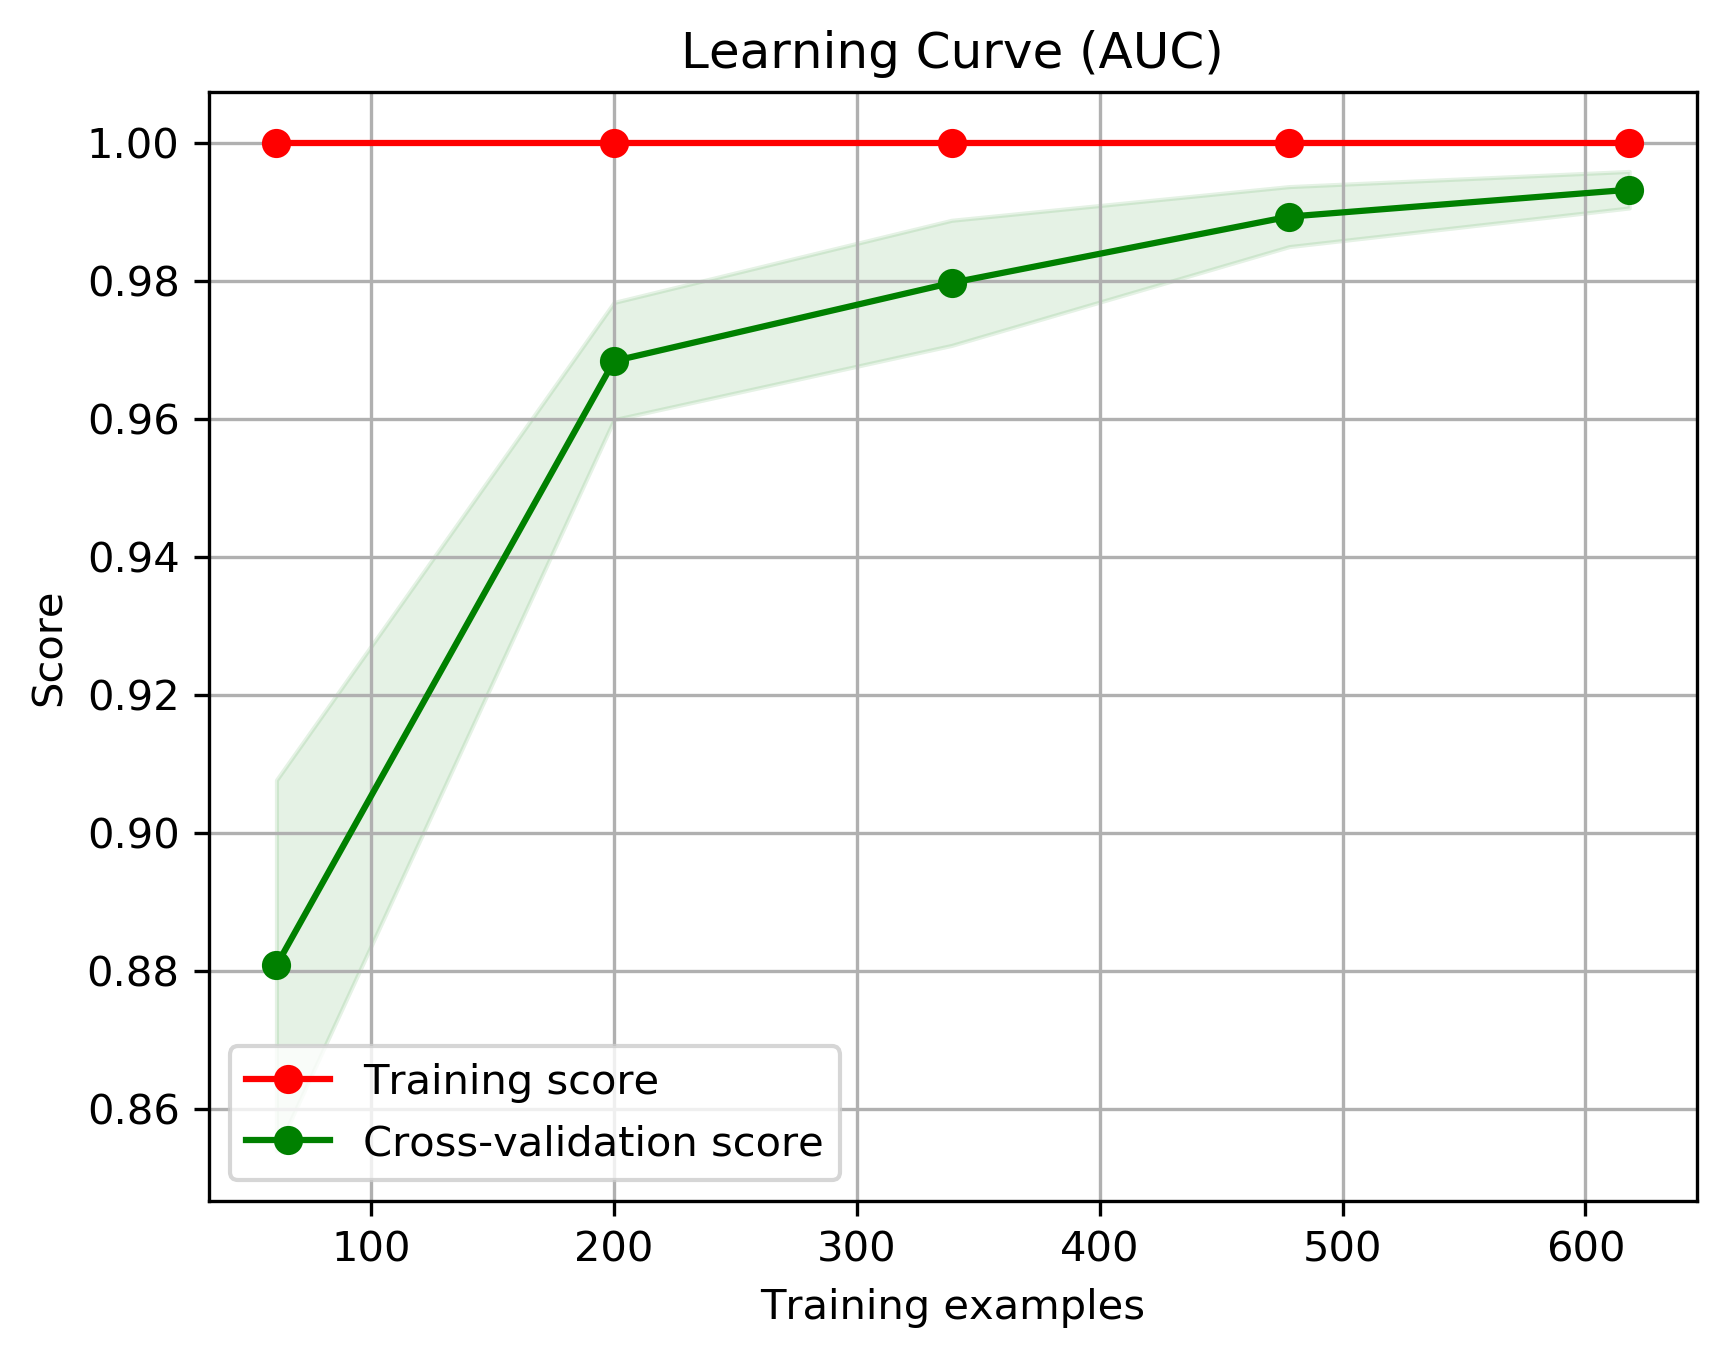 Learning Curve (AUC)
1.00
0.98
0.96
0.94
0.92
0.90
0.88
0.86
Score
Training score
Cross-validation score
100 200 300 400 500 600
Training examples